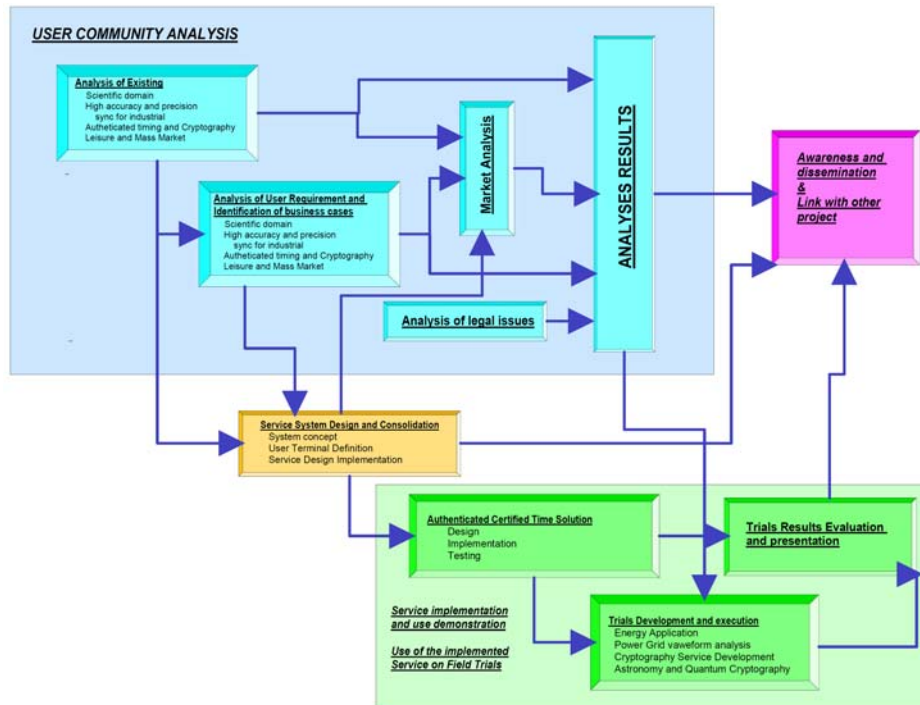 USER COMMUNITY ANALYSIS
Analysis of Existing
Scientific domain
High accuracy and precision
sync for industrial
Autheticated timing and Cryptography
Leisure and Mass Market
Analysis of User Requirement and
Identification of business cases
Scientific domain
High accuracy and precision
sync for industrial
Autheticated timing and Cryptography
Leisure and Mass Market
Market Analysis
Analysis of legal issues
ANALYSES RESULTS
Awareness and
dissemination
&
Link with other
project
Service System Design and Consolidation
System concept
User Terminal Definition
Service Design Implementation
Authenticated Certified Time Solution
Design
Implementation
Testing
Trials Results Evaluation
and presentation
Service implementation
and use demonstration
Use of the implemented
Service on Field Trials
Trials Development and execution
Energy Application
Power Grid vaweform analysis
Cryptography Service Development
Astronomy and Quantum Cryptography